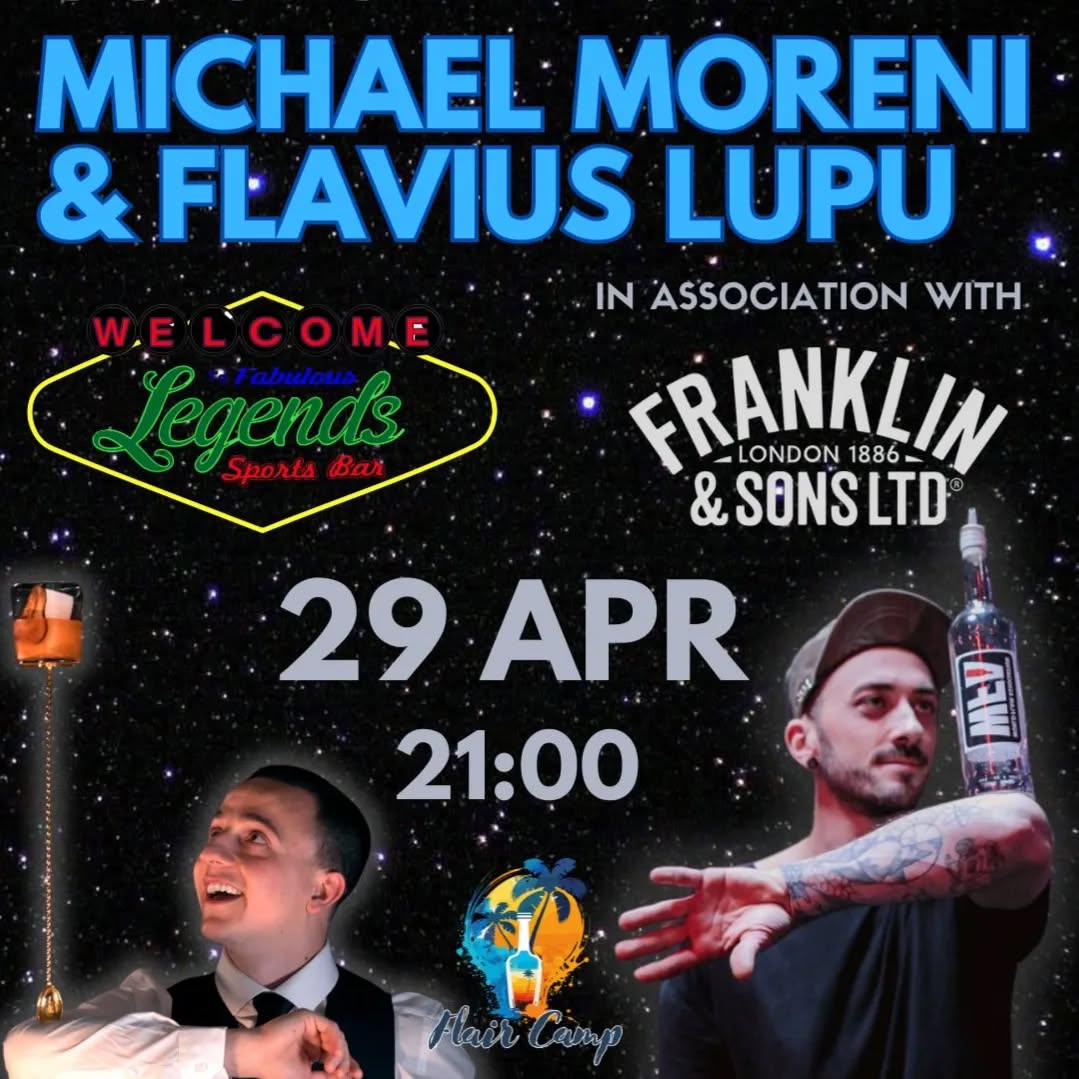 MICHAEL MORENI
& FLAVIUS LUPU
IN ASSOCIATION WITH
WELCOME
Fabulous
Legends
Sports Bar
FRANKLIN
LONDON 1886
& SONS LTD®
29 APR
21:00
MEV
Flair Camp